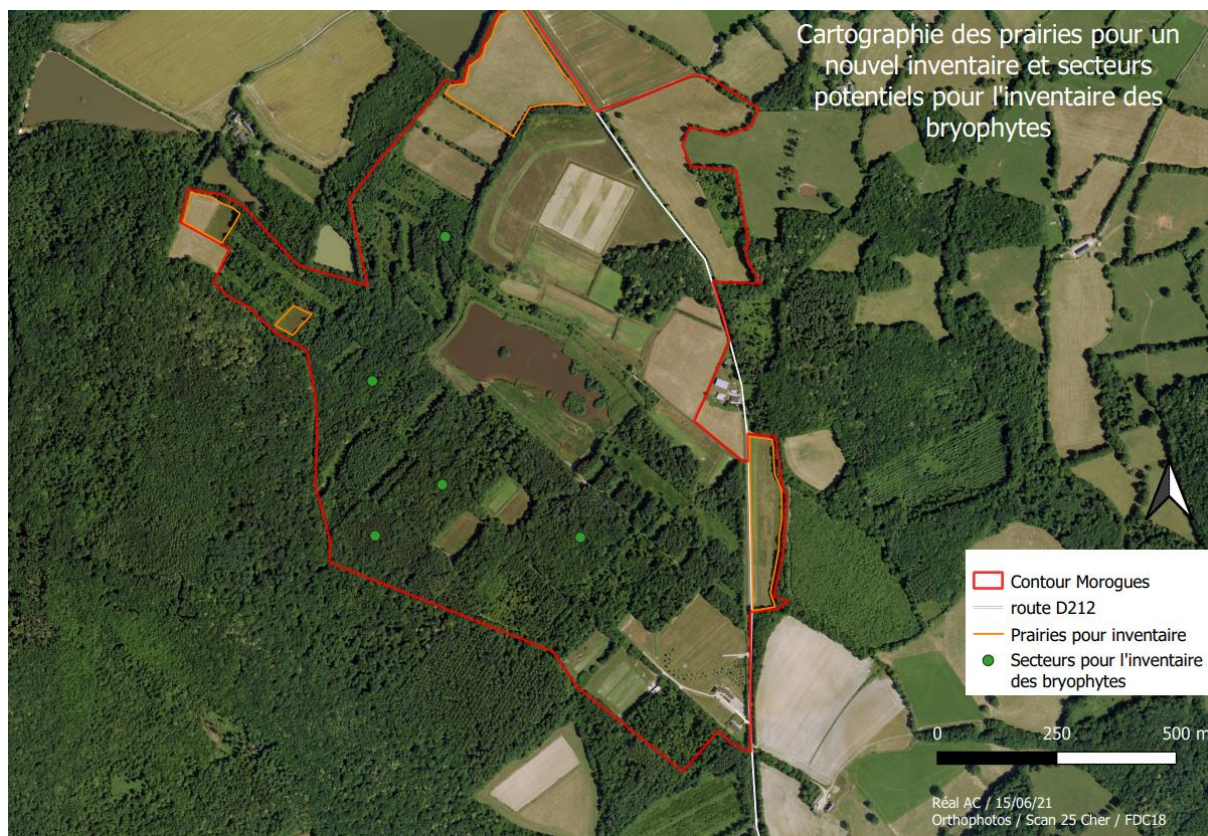 Cartographie des prairies pour un
nouvel inventaire et secteurs
potentiels pour l'inventaire des
bryophytes
Contour Morogues
route D212
Prairies pour inventaire
Secteurs pour l'inventaire
des bryophytes
0 250 500 m
Réal AC / 15/06/21
Orthophotos / Scan 25 Cher / FDC18